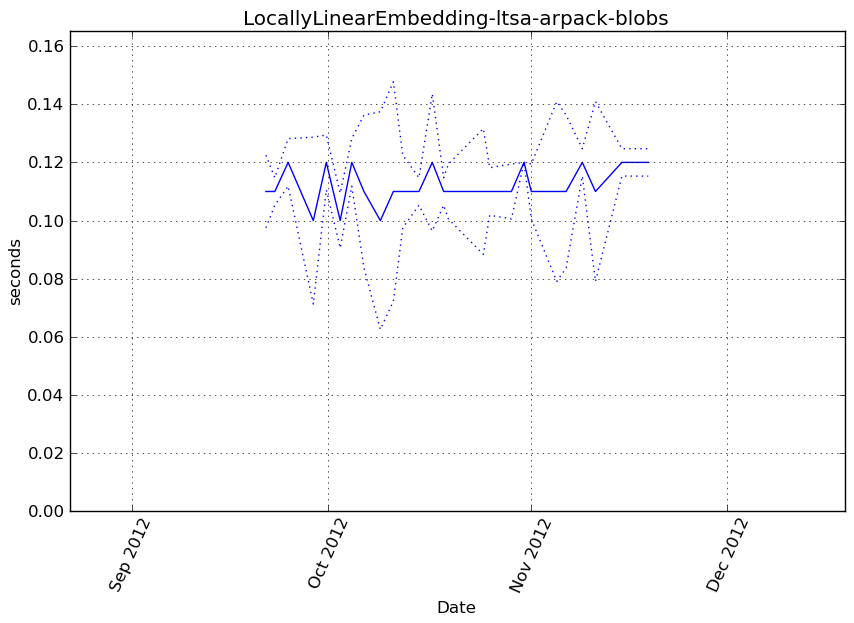 LocallyLinearEmbedding-ltsa-arpack-blobs
0.16
0.14
0.12
0.10
0.08
0.06
0.04
0.02
0.00
seconds
Sep 2012
Oct 2012
Nov 2012
Dec 2012
Date